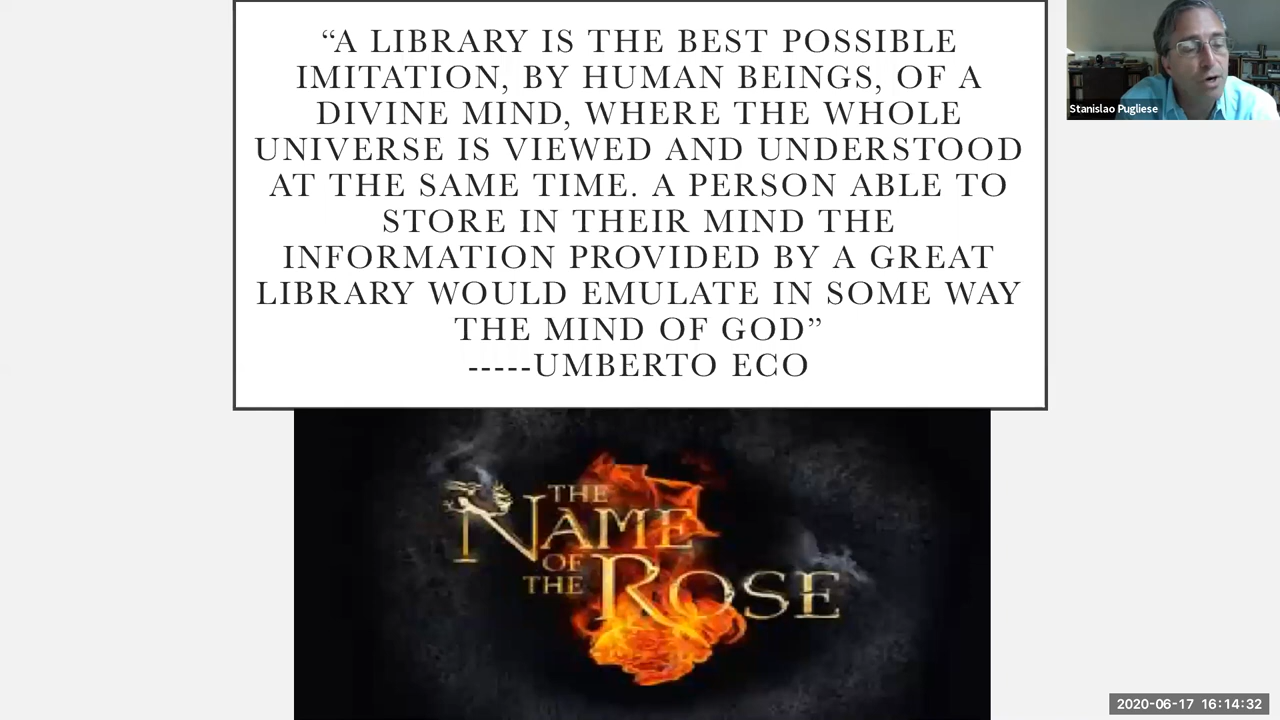 “A LIBRARY IS THE BEST POSSIBLE
IMITATION, BY HUMAN BEINGS, OF A
DIVINE MIND, WHERE THE WHOLE
UNIVERSE IS VIEWED AND UNDERSTOOD
AT THE SAME TIME. A PERSON ABLE TO
STORE IN THEIR MIND THE
INFORMATION PROVIDED BY A GREAT
LIBRARY WOULD EMULATE IN SOME WAY
THE MIND OF GOD”
-----UMBERTO ECO
Stanislao Pugliese
THE
NAME
OF
THE ROSE
2020-06-17 16:14:32